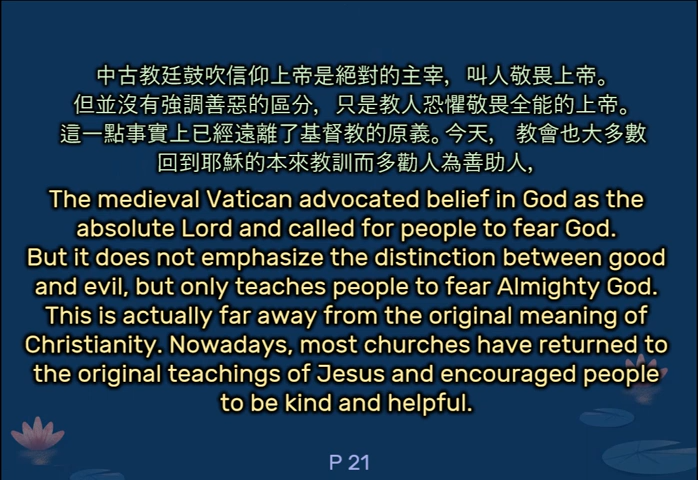 中古教廷鼓吹信仰上帝是絕對的主宰， 叫人敬畏上帝。
但並沒有強調善惡的區分， 只是教人恐懼敬畏全能的上帝。
這一點事實上已經遠離了基督教的原義。今天， 教會也大多數
回到耶穌的本來教訓而多勸人為善助人，
The medieval Vatican advocated belief in God as the
absolute Lord and called for people to fear God.
But it does not emphasize the distinction between good
and evil, but only teaches people to fear Almighty God.
This is actually far away from the original meaning of
Christianity. Nowadays, most churches have returned to
the original teachings of Jesus and encouraged people
to be kind and helpful.
P 21